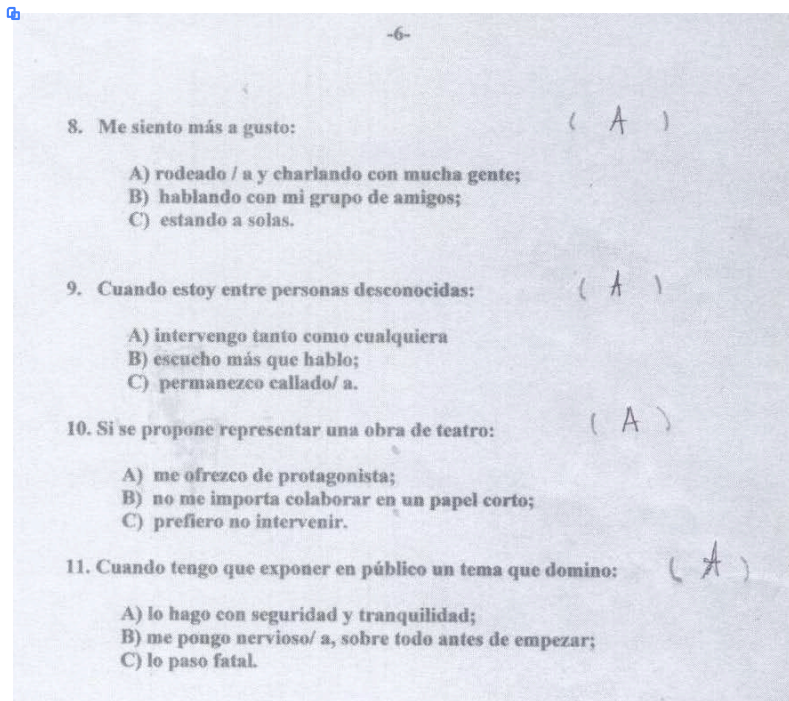 -6-
8. Me siento más a gusto: ( A )
A) rodeado / a y charlando con mucha gente;
B) hablando con mi grupo de amigos;
C) estando a solas.
9. Cuando estoy entre personas desconocidas: ( A )
A) intervengo tanto como cualquiera
B) escucho más que hablo;
C) permanezco callado/ a.
10. Si se propone representar una obra de teatro: ( A )
A) me ofrezco de protagonista;
B) no me importa colaborar en un papel corto;
C) prefiero no intervenir.
11. Cuando tengo que exponer en público un tema que domino: ( A )
A) lo hago con seguridad y tranquilidad;
B) me pongo nervioso/ a, sobre todo antes de empezar;
C) lo paso fatal.